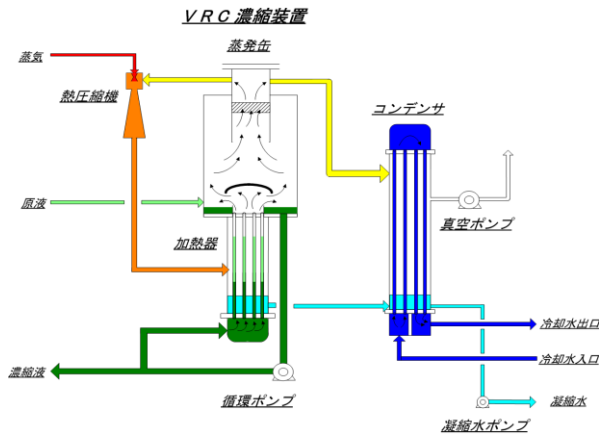 VRC濃縮装置
蒸発缶
蒸気
熱圧縮機
コンデンサ
原液
真空ポンプ
加熱器
冷却水出口
冷却水入口
濃縮液
循環ポンプ
凝縮水
凝縮水ポンプ